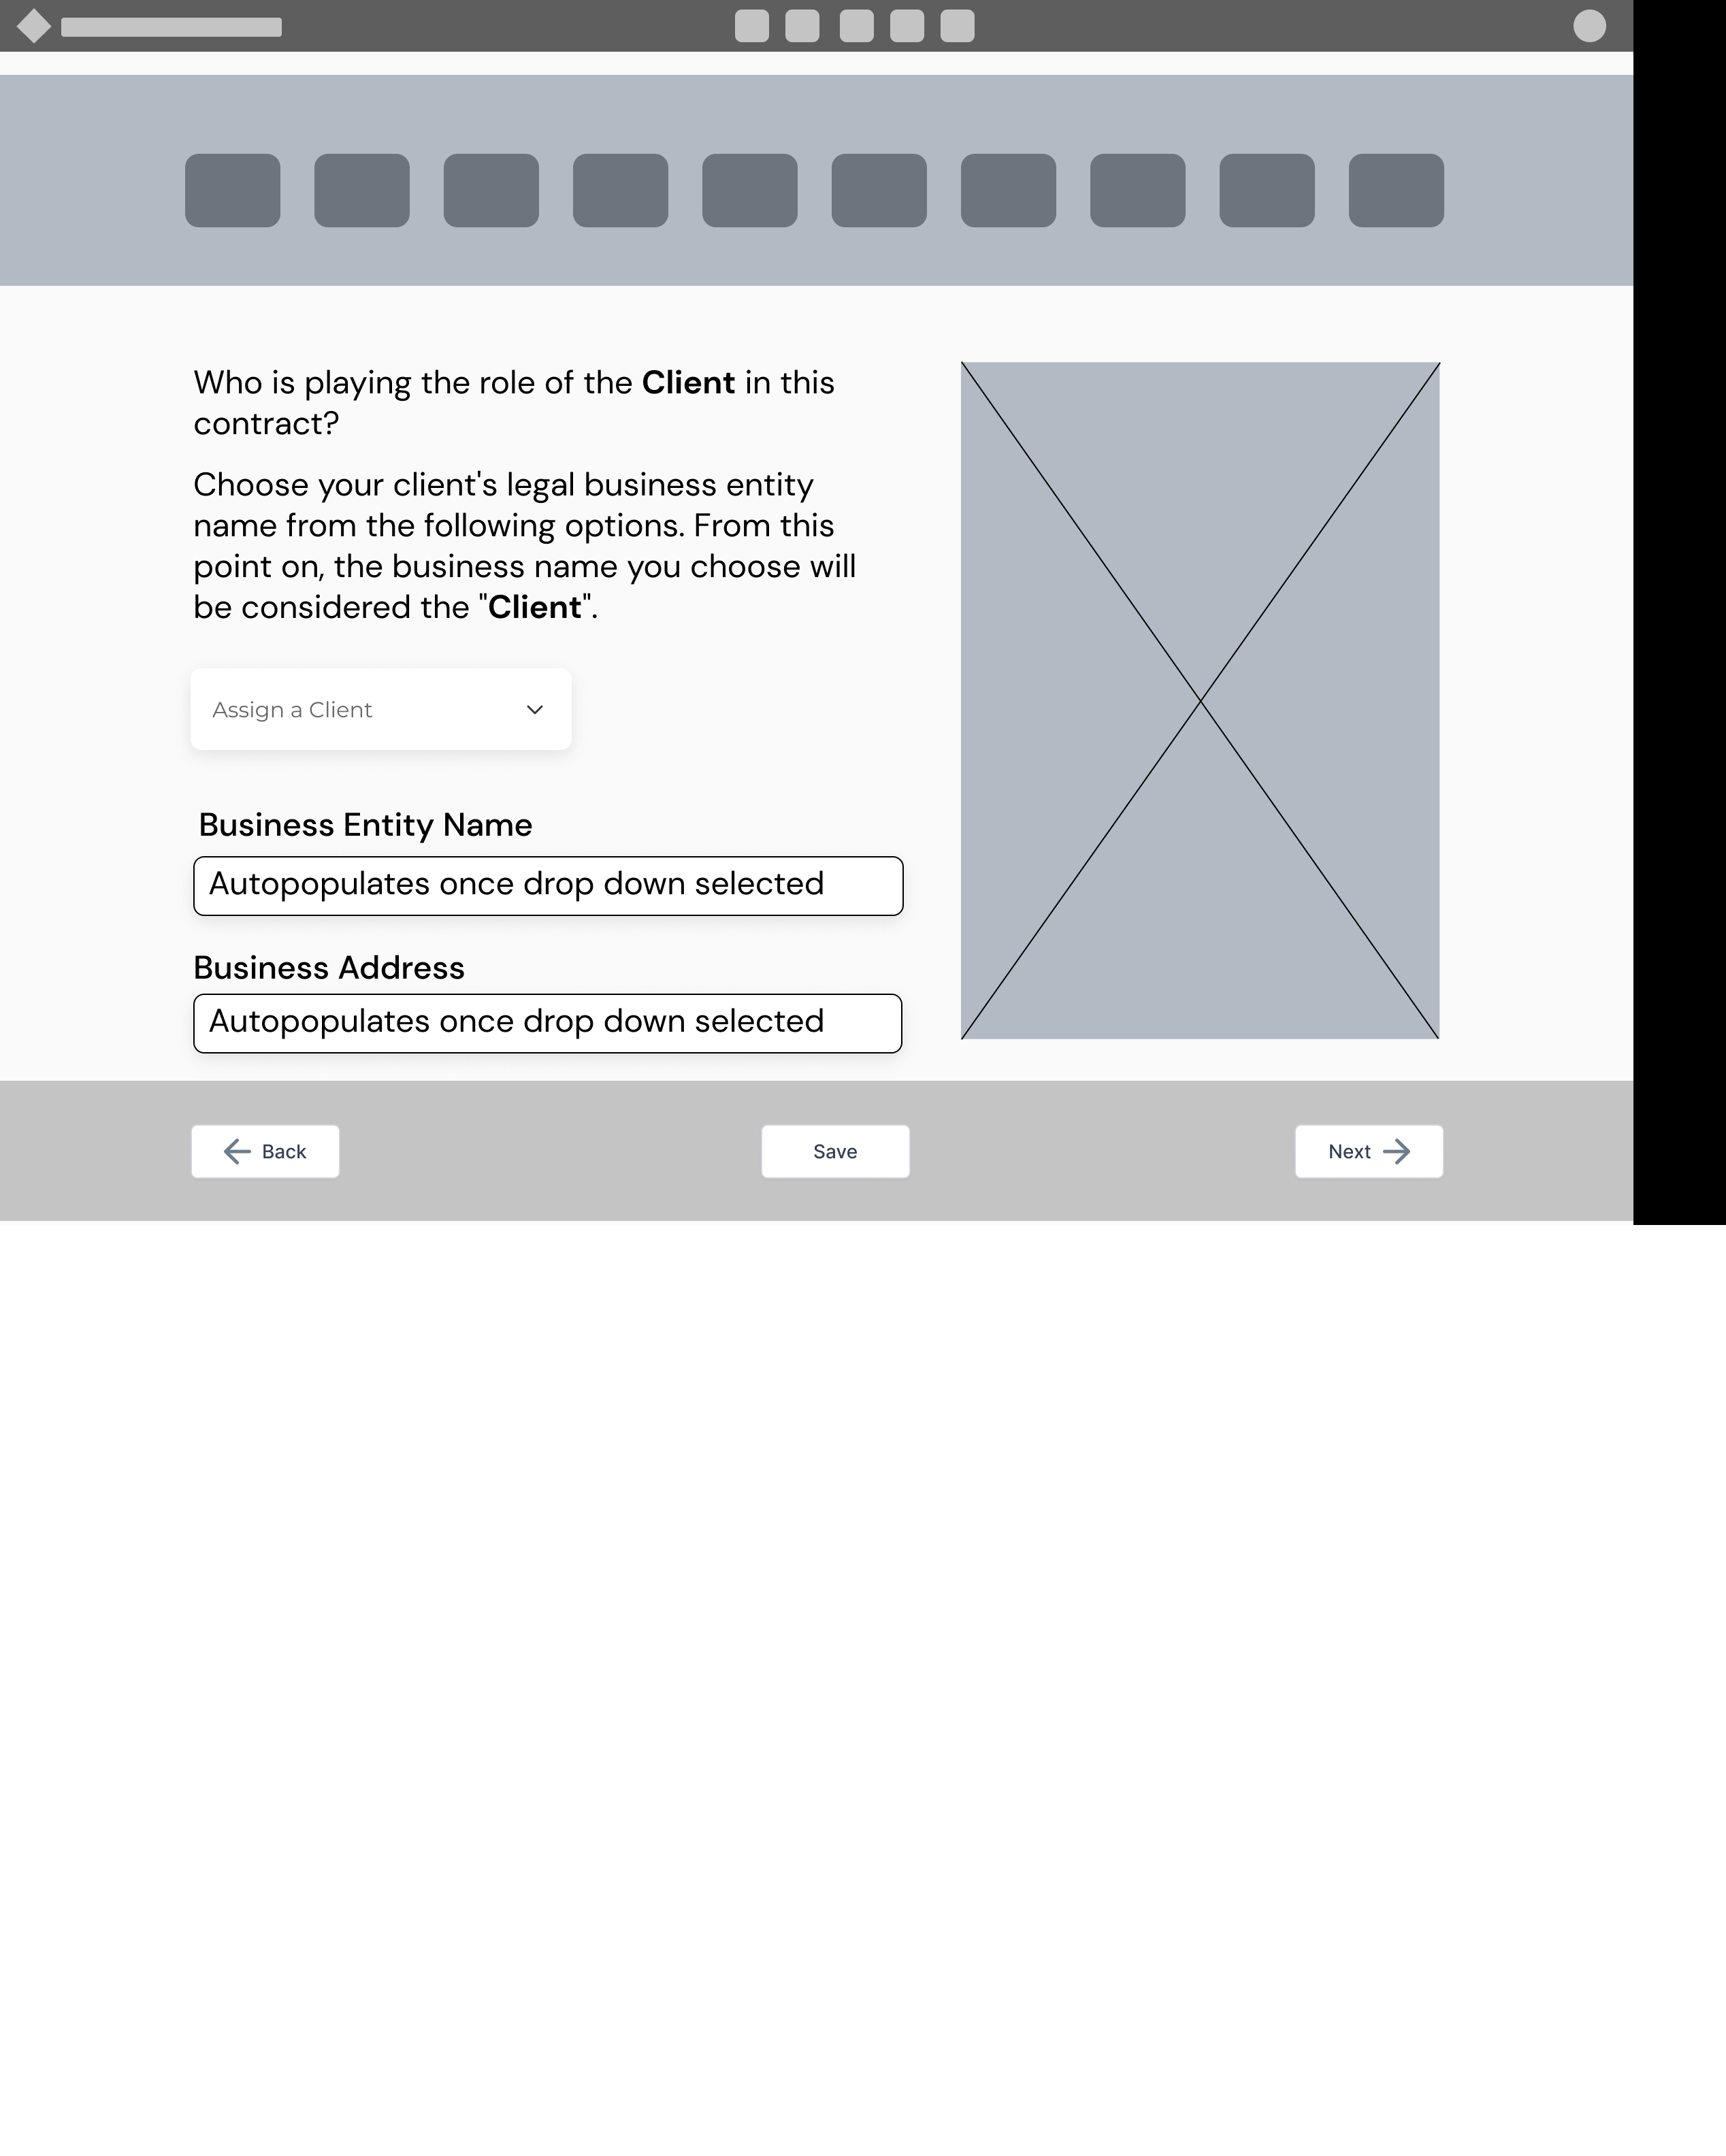 Who is playing the role of the Client in this
contract?
Choose your client's legal business entity
name from the following options. From this
point on, the business name you choose will
be considered the "Client".
Assign a Client
Business Entity Name
Autopopulates once drop down selected
Business Address
Autopopulates once drop down selected
Back
Save
Next